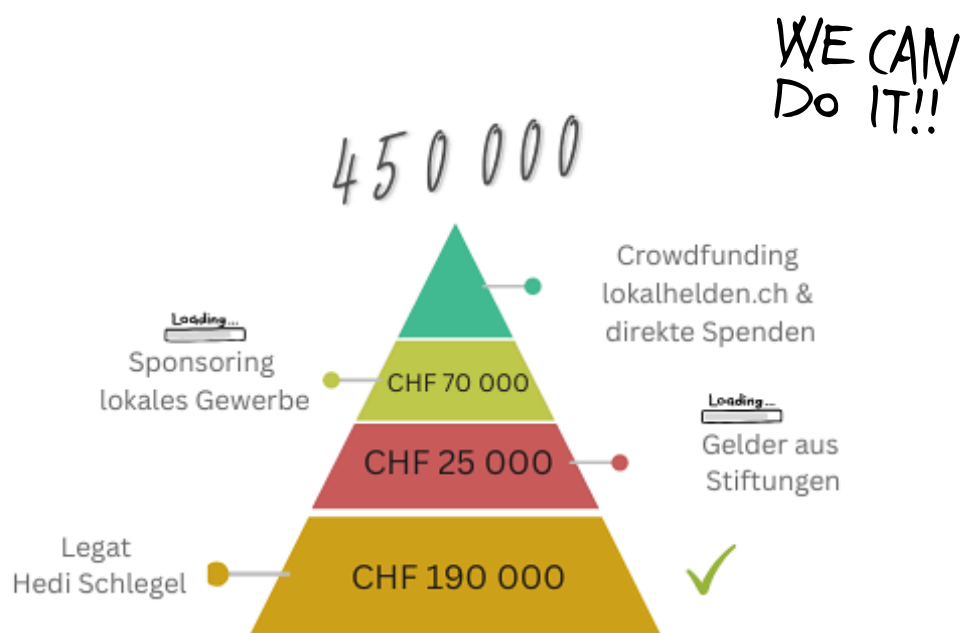 WE CAN
DO IT!!
450 000
Crowdfunding
lokalhelden.ch &
direkte Spenden
Loading...
Sponsoring
lokales Gewerbe
CHF 70 000
Loading...
Gelder aus
Stiftungen
CHF 25 000
Legat
Hedi Schlegel
CHF 190 000